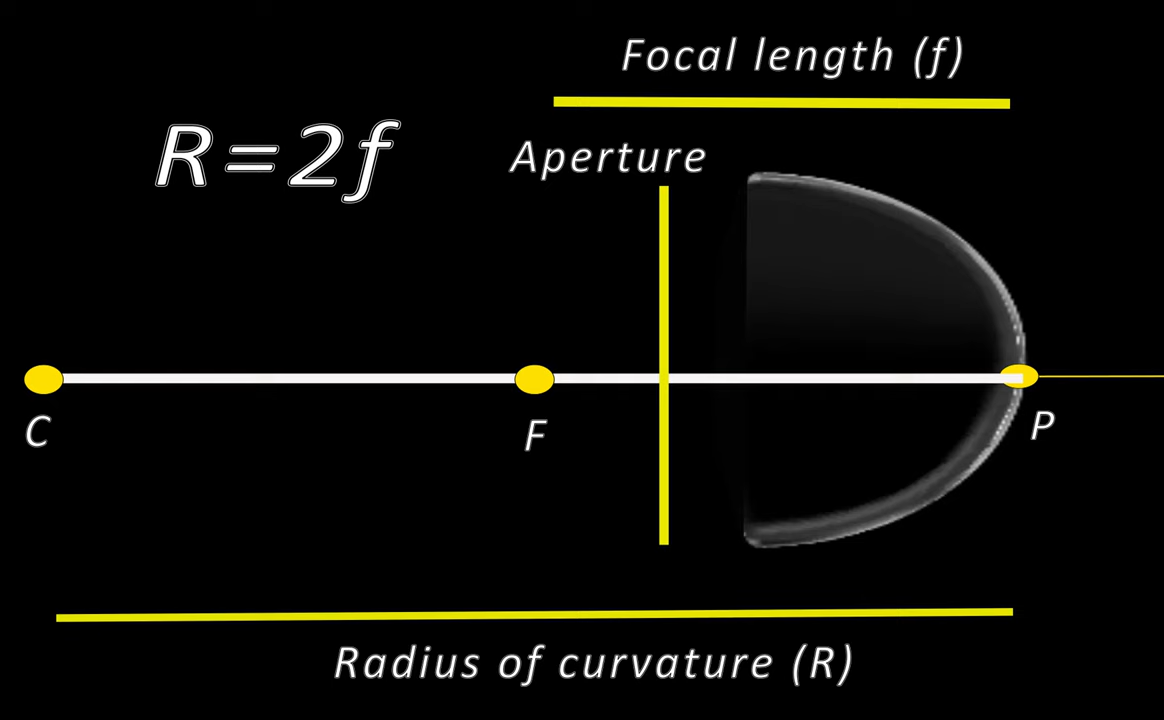 Focal length (f)
R=2f
Aperture
C
F
P
Radius of curvature (R)